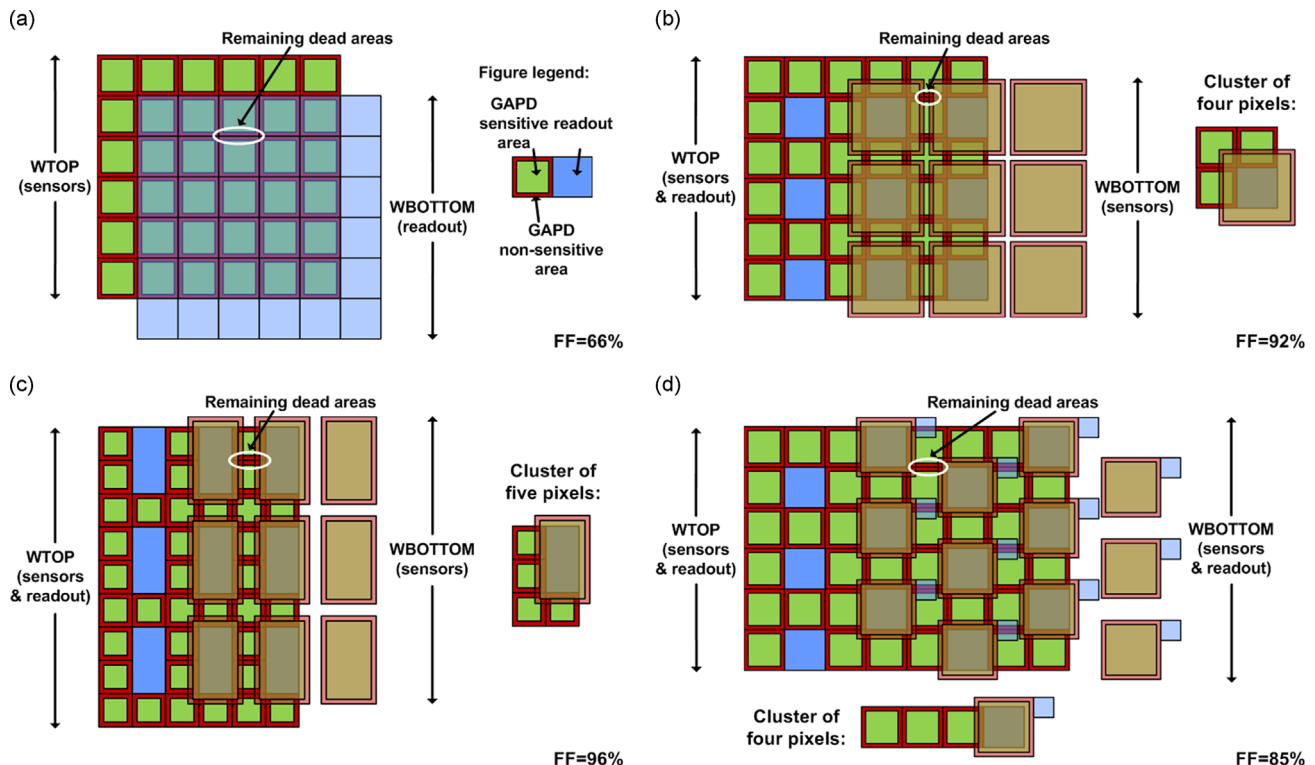 (a)
Remaining dead areas
WTOP
(sensors)
WBOTTOM
(readout)
Figure legend:
GAPD
sensitive readout
area
area
GAPD
non-sensitive
area
FF=66%
(b)
Remaining dead areas
WTOP
(sensors
& readout)
WBOTTOM
(sensors)
Cluster of
four pixels:
FF=92%
(c)
Remaining dead areas
WTOP
(sensors
& readout)
WBOTTOM
(sensors)
Cluster of
five pixels:
FF=96%
(d)
Remaining dead areas
WTOP
(sensors
& readout)
WBOTTOM
(sensors
& readout)
Cluster of
four pixels:
FF=85%